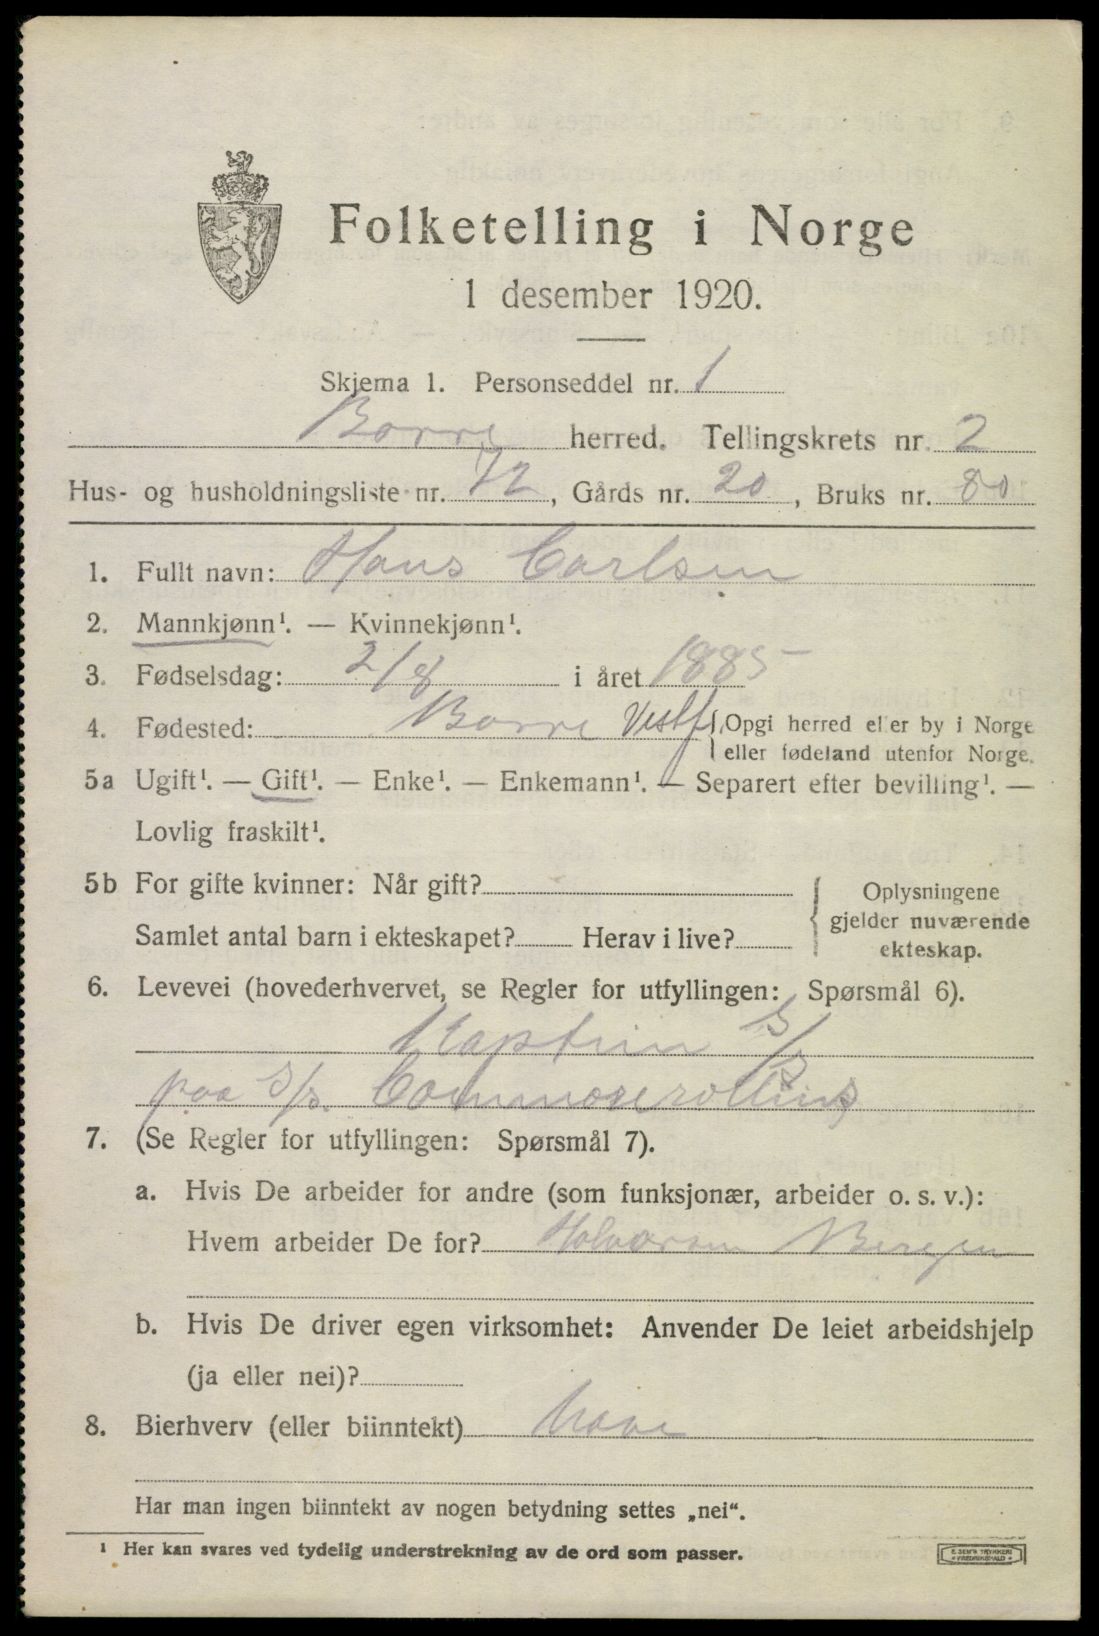 Folketelling i Norge
1 desember 1920.
Skjema 1. Personseddel nr. 1
Borre herred. Tellingskrets nr. 2
Hus- og husholdningsliste nr. 72, Gårds nr. 20, Bruks nr. 80
1. Fullt navn: Hans Carlsen
2. Mannkjønn¹. — Kvinnekjønn¹.
3. Fødselsdag: 2/8 i året 1885
4. Fødested: Borre Vestf. Opgi herred eller by i Norge
eller fødeland utenfor Norge.
5a Ugift¹. — Gift¹. — Enke¹. — Enkemann¹. — Separert efter bevilling¹. —
Lovlig fraskilt¹.
5b For gifte kvinner: Når gift?
Samlet antal barn i ekteskapet? Herav i live?
Oplysningene
gjelder nuværende
ekteskap.
6. Levevei (hovederhvervet, se Regler for utfyllingen: Spørsmål 6).
S/S
paa S/s.
7. (Se Regler for utfyllingen: Spørsmål 7).
a. Hvis De arbeider for andre (som funksjonær, arbeider o. s. v.):
Hvem arbeider De for? Halvorsen Bergen
b. Hvis De driver egen virksomhet: Anvender De leiet arbeidshjelp
(ja eller nei)?
8. Bierhverv (eller biinntekt)
Har man ingen biinntekt av nogen betydning settes „nei“.
¹ Her kan svares ved tydelig understrekning av de ord som passer.
E. SEM'S TRYKKERI
FREDRIKSHALD